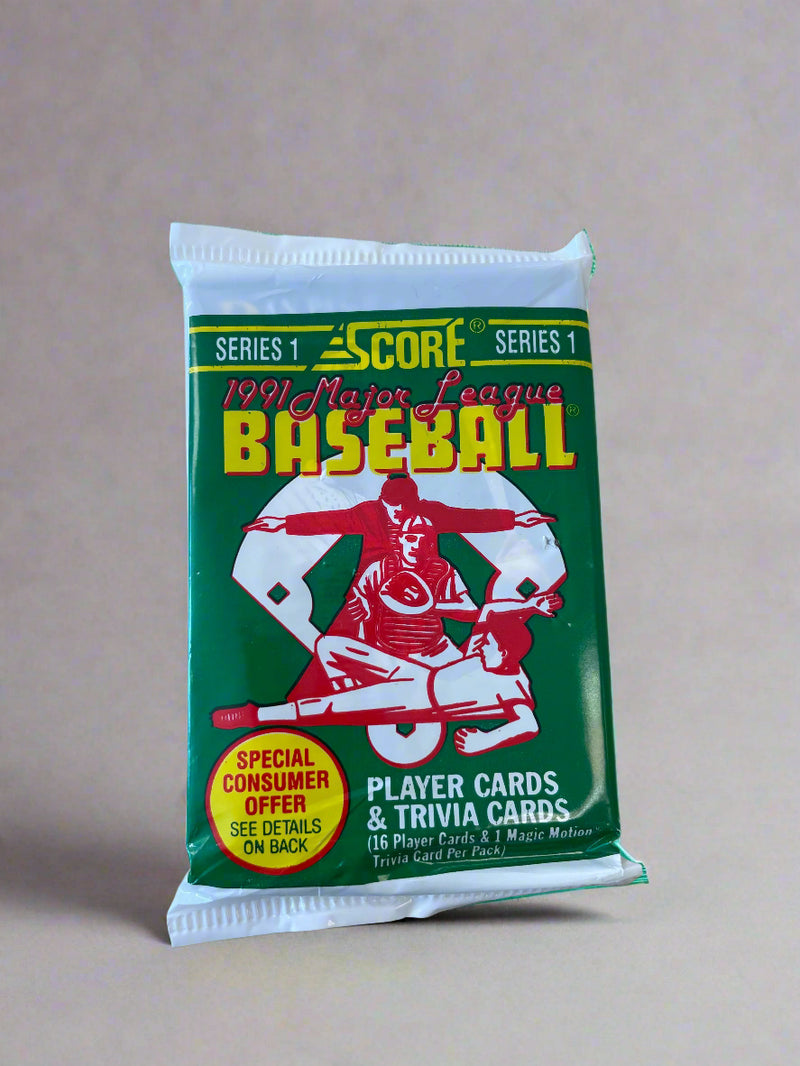 SERIES 1 SCORE® SERIES 1
1991 Major League
BASEBALL®
SPECIAL
CONSUMER
OFFER
SEE DETAILS
ON BACK
PLAYER CARDS
& TRIVIA CARDS
(16 Player Cards & 1 Magic Motion™
Trivia Card Per Pack)